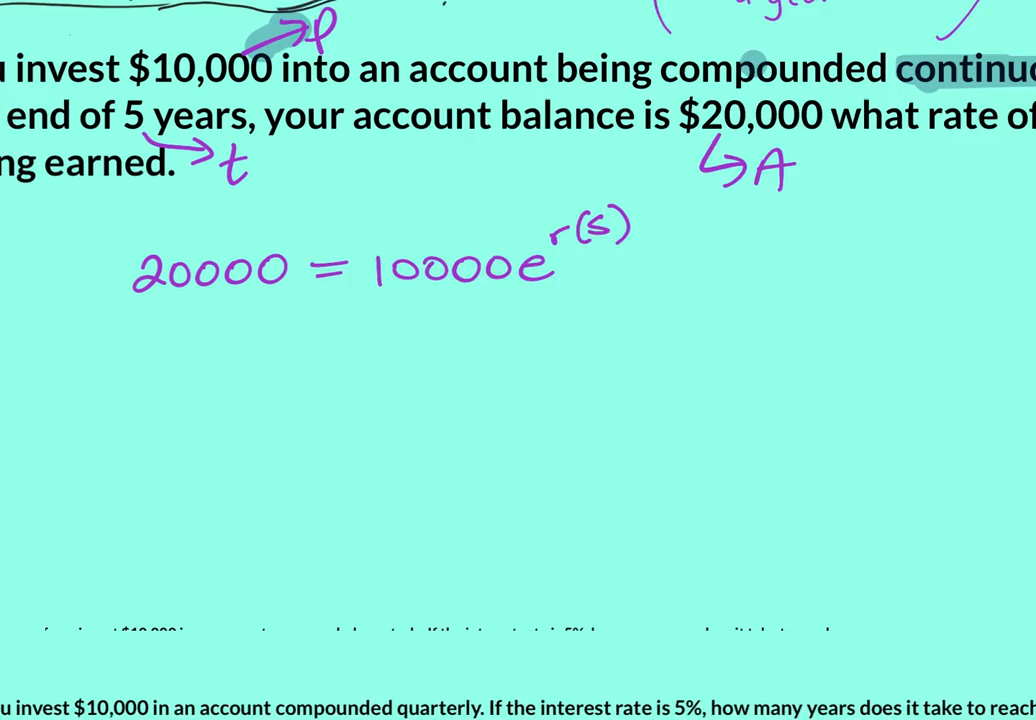 P
u invest $10,000 into an account being compounded continuo
end of 5 years, your account balance is $20,000 what rate of
ng earned.
t
A
20000 = 10000e^r(5)
u invest $10,000 in an account compounded quarterly. If the interest rate is 5%, how many years does it take to reach